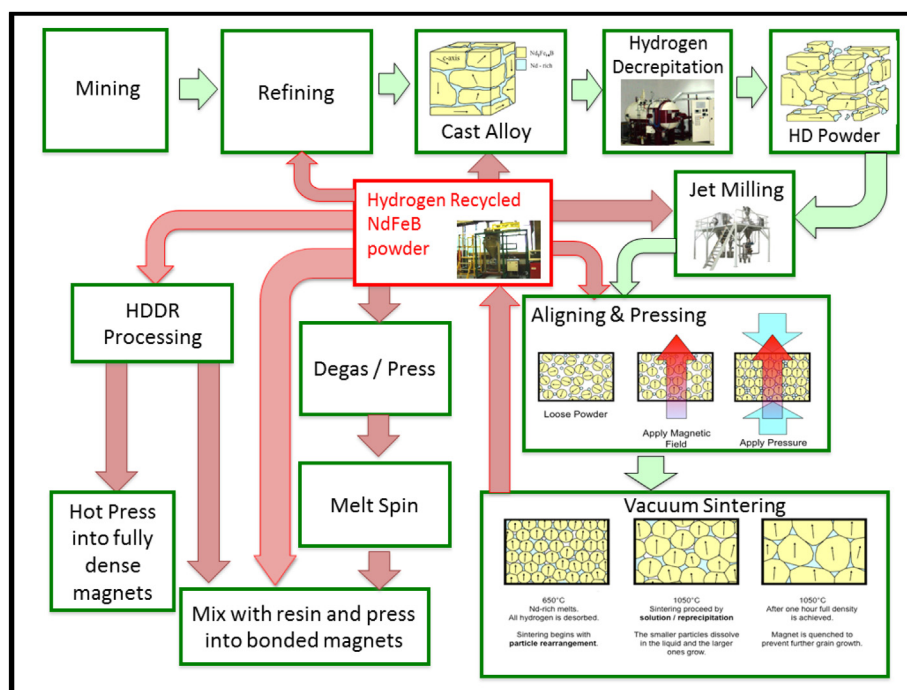 Mining
Refining
c-axis
Nd₂Fe₁₄B
Nd - rich
Cast Alloy
Hydrogen
Decrepitation
HD Powder
Hydrogen Recycled
NdFeB
powder
Jet Milling
HDDR
Processing
Degas / Press
Aligning & Pressing
Loose Powder
Apply Magnetic
Field
Apply Pressure
Hot Press
into fully
dense
magnets
Melt Spin
Mix with resin and press
into bonded magnets
Vacuum Sintering
650°C
Nd-rich melts.
All hydrogen is desorbed.
Sintering begins with
particle rearrangement.
1050°C
Sintering proceed by
solution / reprecipitation
The smaller particles dissolve
in the liquid and the larger
ones grow.
1050°C
After one hour full density
is achieved.
Magnet is quenched to
prevent further grain growth.